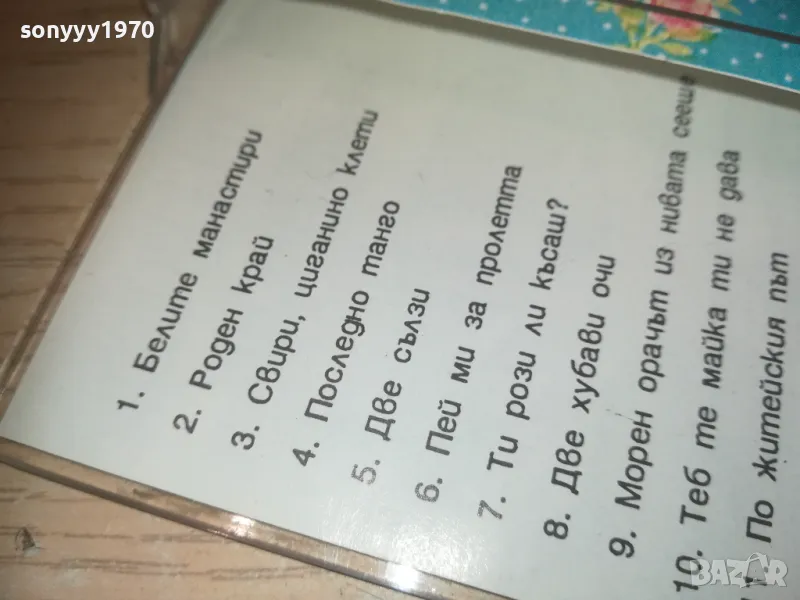 sonyyy1970
1. Белите манастири
2. Роден край
3. Свири, циганино клети
4. Последно танго
5. Две сълзи
6. Пей ми за пролетта
7. Ти рози ли късаш?
8. Две хубави очи
9. Морен орачът из нивата сееше
10. Теб те майка ти не дава
По житейския път
BAZAR